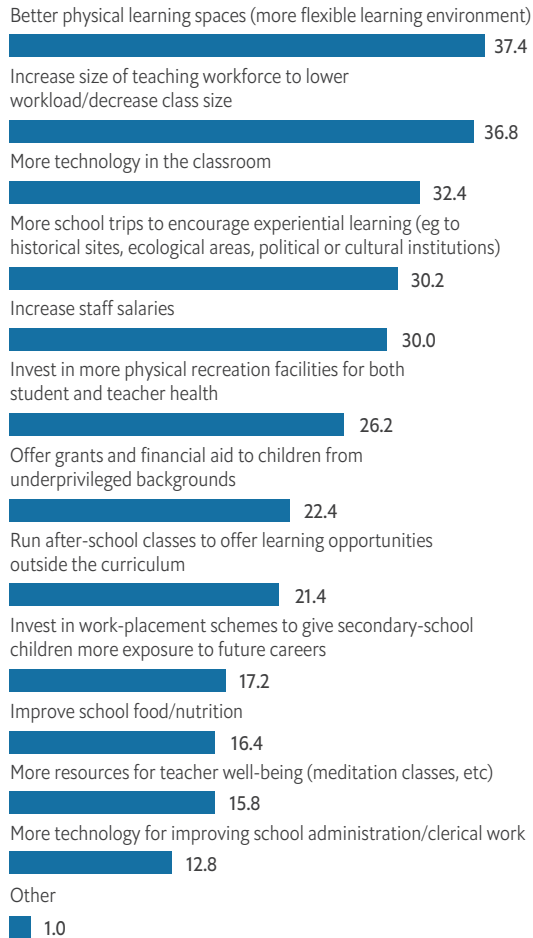 Better physical learning spaces (more flexible learning environment)
37.4
Increase size of teaching workforce to lower
workload/decrease class size
36.8
More technology in the classroom
32.4
More school trips to encourage experiential learning (eg to
historical sites, ecological areas, political or cultural institutions)
30.2
Increase staff salaries
30.0
Invest in more physical recreation facilities for both
student and teacher health
26.2
Offer grants and financial aid to children from
underprivileged backgrounds
22.4
Run after-school classes to offer learning opportunities
outside the curriculum
21.4
Invest in work-placement schemes to give secondary-school
children more exposure to future careers
17.2
Improve school food/nutrition
16.4
More resources for teacher well-being (meditation classes, etc)
15.8
More technology for improving school administration/clerical work
12.8
Other
1.0